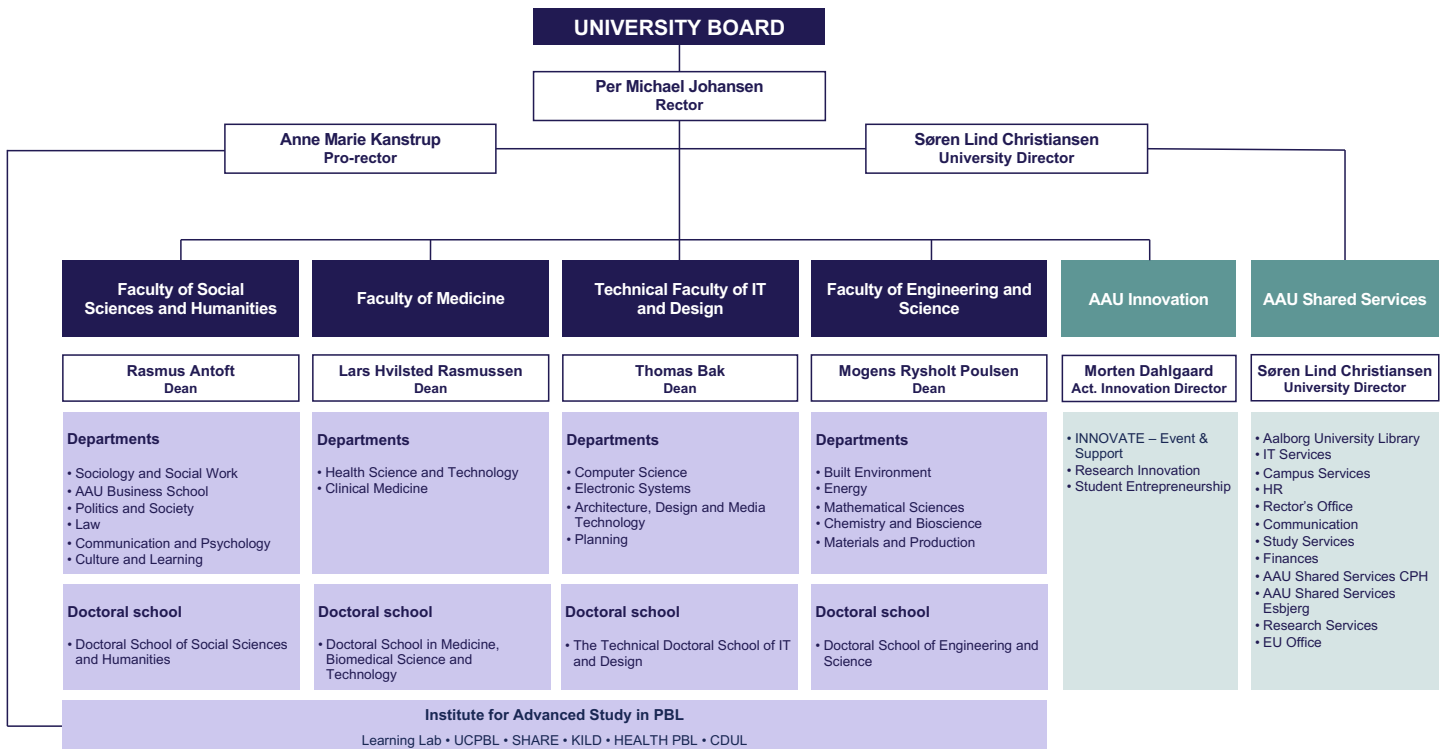 UNIVERSITY BOARD
Per Michael Johansen
Rector
Anne Marie Kanstrup
Pro-rector
Søren Lind Christiansen
University Director
Faculty of Social
Sciences and Humanities
Rasmus Antoft
Dean
Departments
• Sociology and Social Work
• AAU Business School
• Politics and Society
• Law
• Communication and Psychology
• Culture and Learning
Doctoral school
• Doctoral School of Social Sciences
and Humanities
Faculty of Medicine
Lars Hvilsted Rasmussen
Dean
Departments
• Health Science and Technology
• Clinical Medicine
Doctoral school
• Doctoral School in Medicine,
Biomedical Science and
Technology
Technical Faculty of IT
and Design
Thomas Bak
Dean
Departments
• Computer Science
• Electronic Systems
• Architecture, Design and Media
Technology
• Planning
Doctoral school
• The Technical Doctoral School of IT
and Design
Faculty of Engineering and
Science
Mogens Rysholt Poulsen
Dean
Departments
• Built Environment
• Energy
• Mathematical Sciences
• Chemistry and Bioscience
• Materials and Production
Doctoral school
• Doctoral School of Engineering and
Science
AAU Innovation
Morten Dahlgaard
Act. Innovation Director
• INNOVATE – Event &
Support
• Research Innovation
• Student Entrepreneurship
AAU Shared Services
Søren Lind Christiansen
University Director
• Aalborg University Library
• IT Services
• Campus Services
• HR
• Rector’s Office
• Communication
• Study Services
• Finances
• AAU Shared Services CPH
• AAU Shared Services
Esbjerg
• Research Services
• EU Office
Institute for Advanced Study in PBL
Learning Lab • UCPBL • SHARE • KILD • HEALTH PBL • CDUL